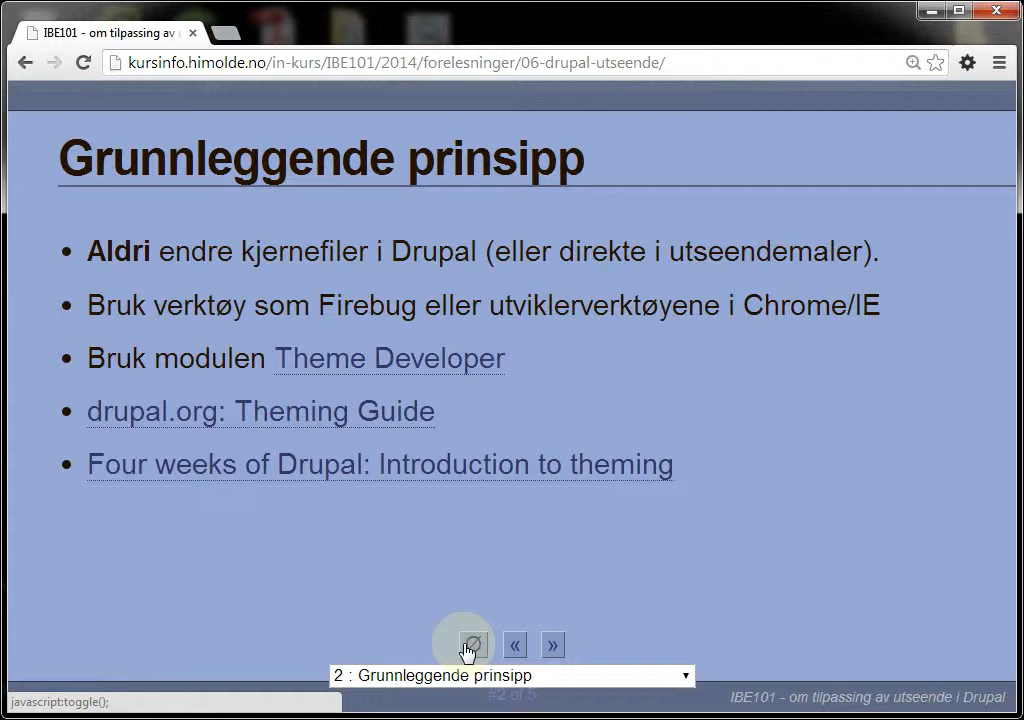 IBE101 - om tilpassing av
kursinfo.himolde.no/in-kurs/IBE101/2014/forelesninger/06-drupal-utseende/
Grunnleggende prinsipp
• Aldri endre kjernefiler i Drupal (eller direkte i utseendemaler).
• Bruk verktøy som Firebug eller utviklerverktøyene i Chrome/IE
• Bruk modulen Theme Developer
• drupal.org: Theming Guide
• Four weeks of Drupal: Introduction to theming
Ø « »
2 : Grunnleggende prinsipp
#2 of 5
javascript:toggle();
IBE101 - om tilpassing av utseende i Drupal